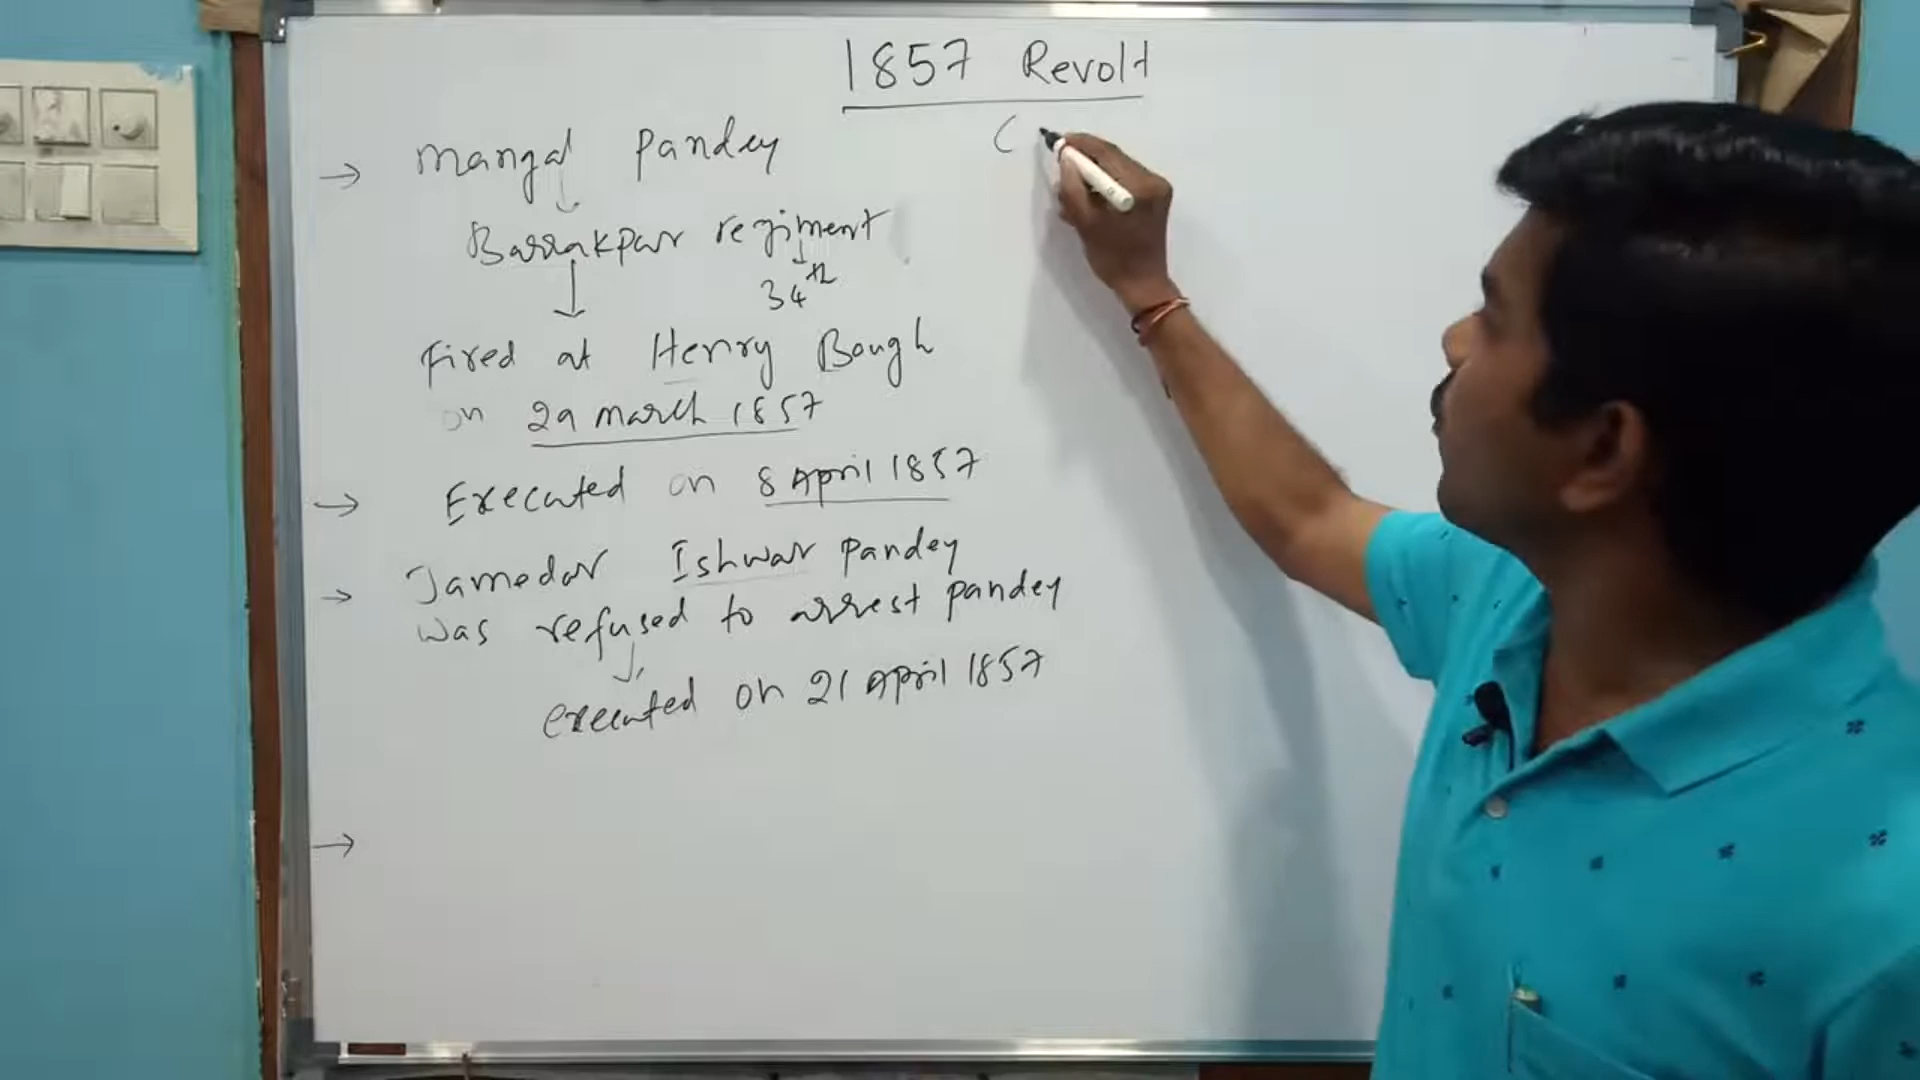 1857 Revolt
(
→ Mangal Pandey
Barrakpur regiment
34th
Fired at Henry Bough
on 29 March 1857
→ Executed on 8 April 1857
→ Jamedar Ishwar Pandey
was refused to arrest pandey
executed on 21 April 1857
→